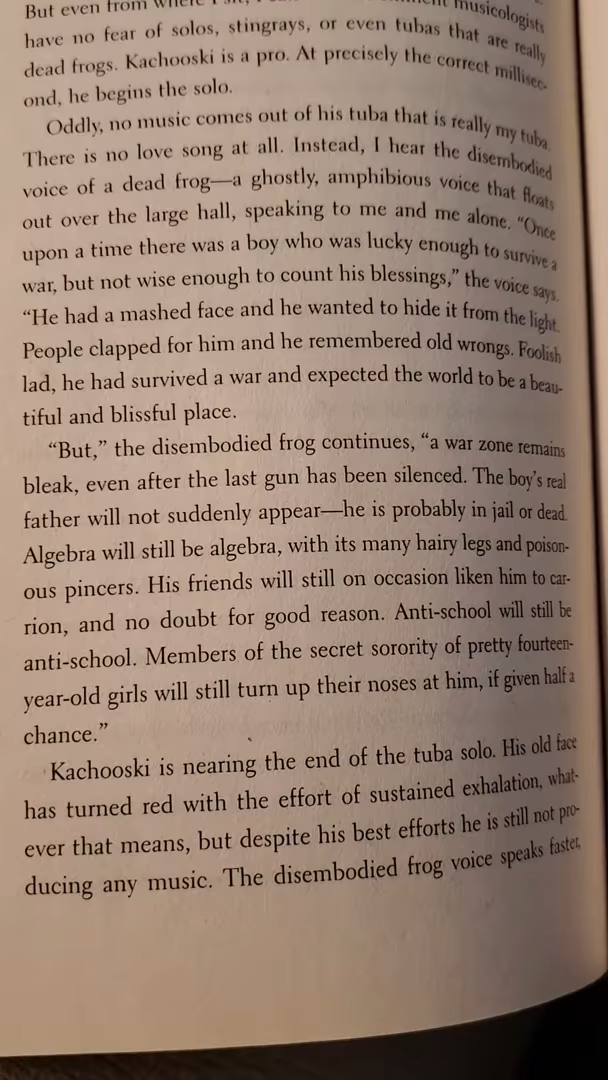 But even from where I musicologists
have no fear of solos, stingrays, or even tubas that are really
dead frogs. Kachooski is a pro. At precisely the correct millisec-
ond, he begins the solo.
Oddly, no music comes out of his tuba that is really my tuba.
There is no love song at all. Instead, I hear the disembodied
voice of a dead frog—a ghostly, amphibious voice that floats
out over the large hall, speaking to me and me alone. “Once
upon a time there was a boy who was lucky enough to survive a
war, but not wise enough to count his blessings,” the voice says.
“He had a mashed face and he wanted to hide it from the light.
People clapped for him and he remembered old wrongs. Foolish
lad, he had survived a war and expected the world to be a beau-
tiful and blissful place.
“But,” the disembodied frog continues, “a war zone remains
bleak, even after the last gun has been silenced. The boy’s real
father will not suddenly appear—he is probably in jail or dead.
Algebra will still be algebra, with its many hairy legs and poison-
ous pincers. His friends will still on occasion liken him to car-
rion, and no doubt for good reason. Anti-school will still be
anti-school. Members of the secret sorority of pretty fourteen-
year-old girls will still turn up their noses at him, if given half a
chance.”
Kachooski is nearing the end of the tuba solo. His old face
has turned red with the effort of sustained exhalation, what-
ever that means, but despite his best efforts he is still not pro-
ducing any music. The disembodied frog voice speaks faster,